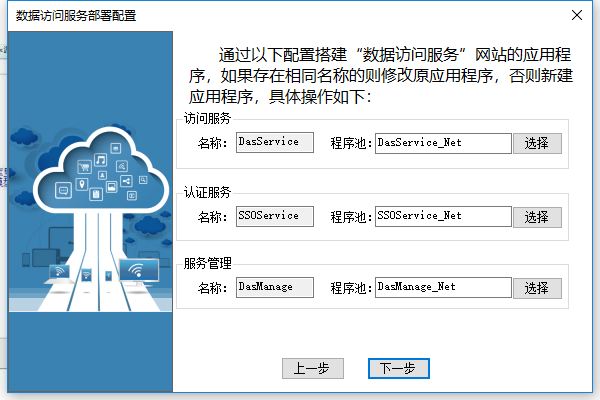 数据访问服务部署配置
通过以下配置搭建“数据访问服务”网站的应用程
序，如果存在相同名称的则修改原应用程序，否则新建
应用程序，具体操作如下：
访问服务
名称： DasService 程序池： DasService_Net 选择
认证服务
名称： SSOService 程序池： SSOService_Net 选择
服务管理
名称： DasManage 程序池： DasManage_Net 选择
上一步 下一步